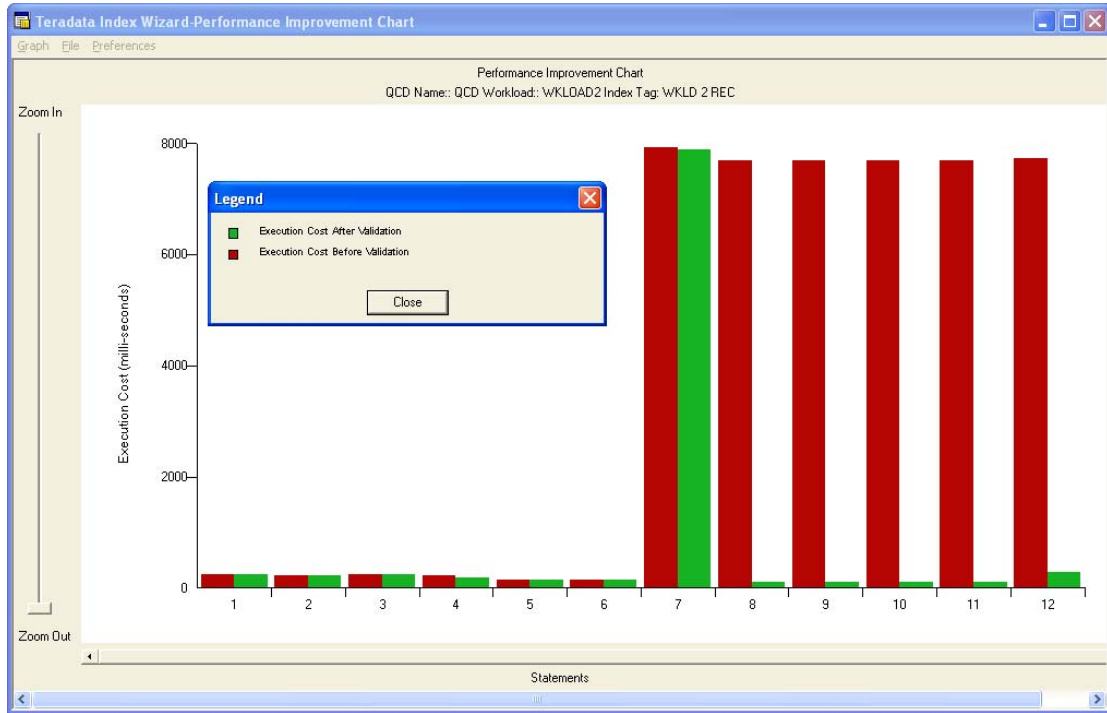 Teradata Index Wizard-Performance Improvement Chart
Graph File Preferences
Performance Improvement Chart
QCD Name:: QCD Workload:: WKLOAD2 Index Tag: WKLD 2 REC
Zoom In
Zoom Out
Execution Cost (milli-seconds)
8000
6000
4000
2000
0
Legend
Execution Cost After Validation
Execution Cost Before Validation
Close
1 2 3 4 5 6 7 8 9 10 11 12
Statements